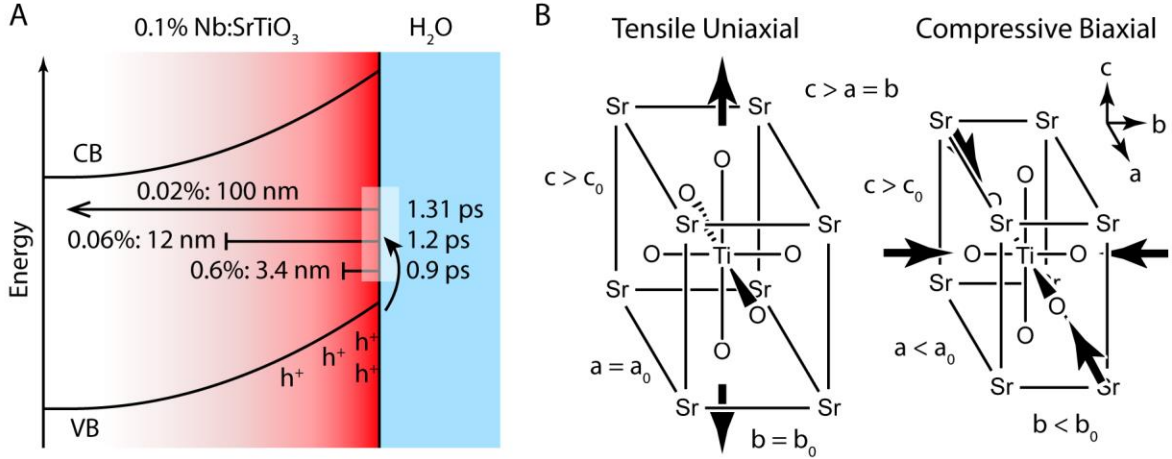 A
0.1% Nb:SrTiO₃
H₂O
Energy
CB
0.02%: 100 nm
1.31 ps
0.06%: 12 nm
1.2 ps
0.6%: 3.4 nm
0.9 ps
h⁺
h⁺
h⁺
h⁺
VB
B
Tensile Uniaxial
Compressive Biaxial
c > a = b
c > c₀
a = a₀
b = b₀
Sr
Sr
Sr
Sr
Sr
Sr
Sr
Sr
O
O
O
Ti
O
O
O
c
b
a
c > c₀
a < a₀
b < b₀
Sr
Sr
Sr
Sr
Sr
Sr
Sr
Sr
O
O
O
Ti
O
O
O